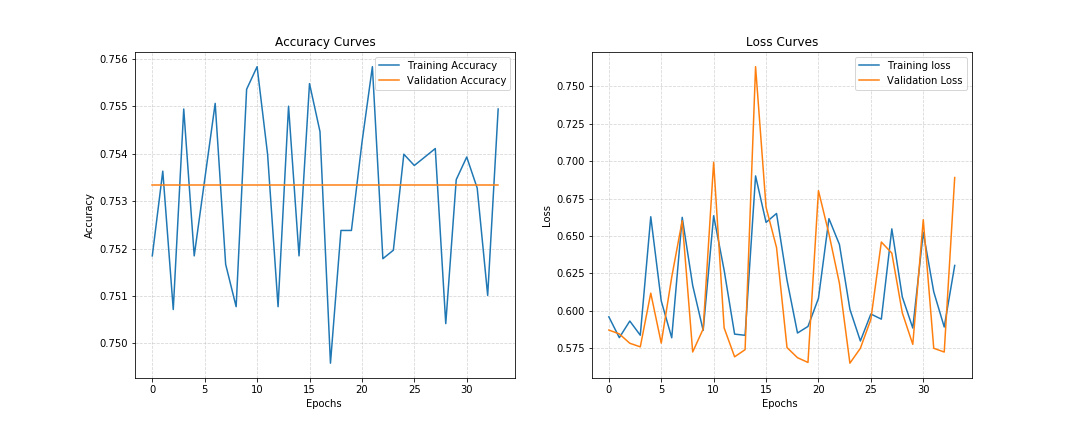 Accuracy Curves
Training Accuracy
Validation Accuracy
0.756
0.755
0.754
0.753
0.752
0.751
0.750
Accuracy
0 5 10 15 20 25 30
Epochs
Loss Curves
Training loss
Validation Loss
0.750
0.725
0.700
0.675
0.650
0.625
0.600
0.575
Loss
0 5 10 15 20 25 30
Epochs